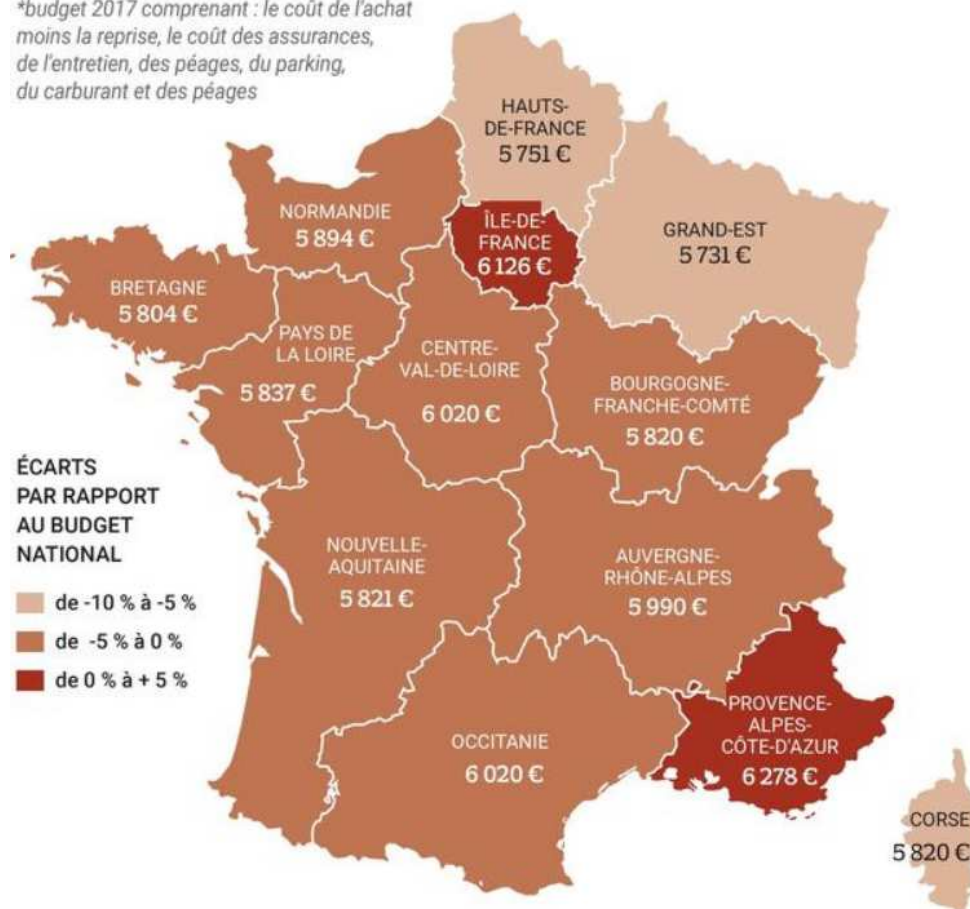 *budget 2017 comprenant : le coût de l'achat
moins la reprise, le coût des assurances,
de l'entretien, des péages, du parking,
du carburant et des péages
HAUTS-
DE-FRANCE
5 751 €
NORMANDIE
5 894 €
ÎLE-DE-
FRANCE
6 126 €
GRAND-EST
5 731 €
BRETAGNE
5 804 €
PAYS DE
LA LOIRE
5 837 €
CENTRE-
VAL-DE-LOIRE
6 020 €
BOURGOGNE-
FRANCHE-COMTÉ
5 820 €
ÉCARTS
PAR RAPPORT
AU BUDGET
NATIONAL
de -10 % à -5 %
de -5 % à 0 %
de 0 % à + 5 %
NOUVELLE-
AQUITAINE
5 821 €
AUVERGNE-
RHÔNE-ALPES
5 990 €
OCCITANIE
6 020 €
PROVENCE-
ALPES-
CÔTE-D'AZUR
6 278 €
CORSE
5 820 €